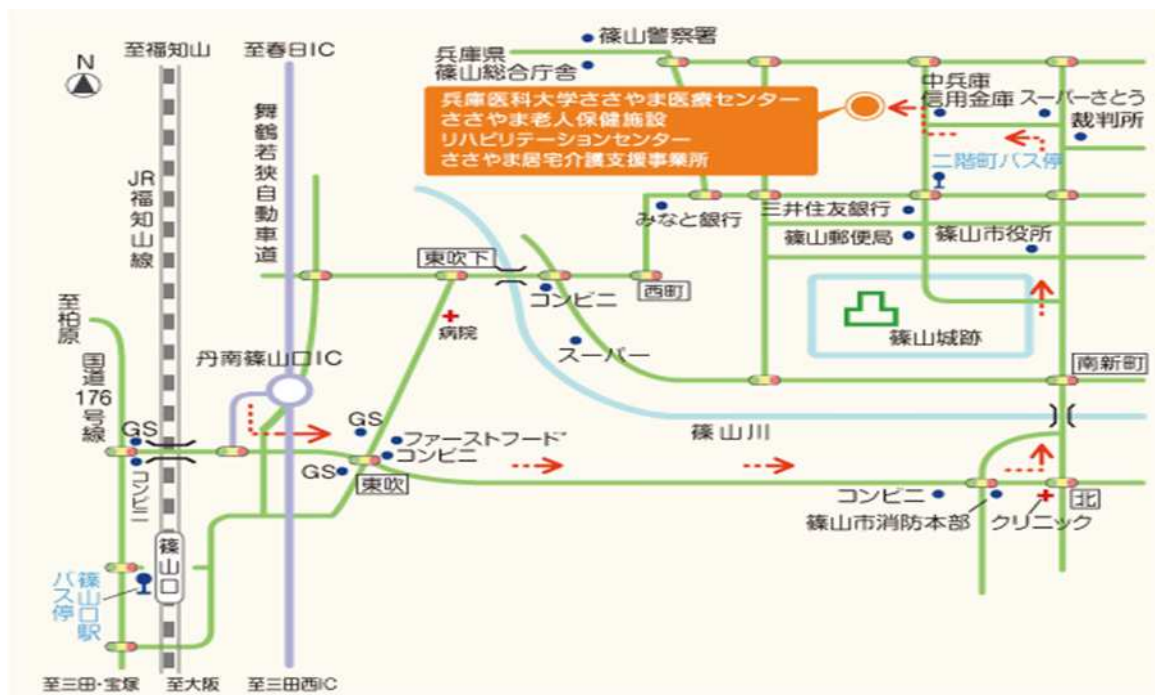 至福知山
至春日IC
N
兵庫県
篠山総合庁舎
篠山警察署
兵庫医科大学ささやま医療センター
ささやま老人保健施設
リハビリテーションセンター
ささやま居宅介護支援事業所
中兵庫
信用金庫
スーパーさとう
裁判所
二階町バス停
舞鶴若狭自動車道
JR福知山線
みなと銀行
三井住友銀行
篠山郵便局
篠山市役所
東吹下
コンビニ
西町
篠山城跡
病院
スーパー
至柏原
国道176号線
丹南篠山口IC
南新町
GS
GS
ファーストフード
コンビニ
GS
東吹
篠山川
コンビニ
コンビニ
篠山市消防本部
クリニック
北
篠山口
篠山口駅
バス停
至三田・宝塚
至大阪
至三田西IC